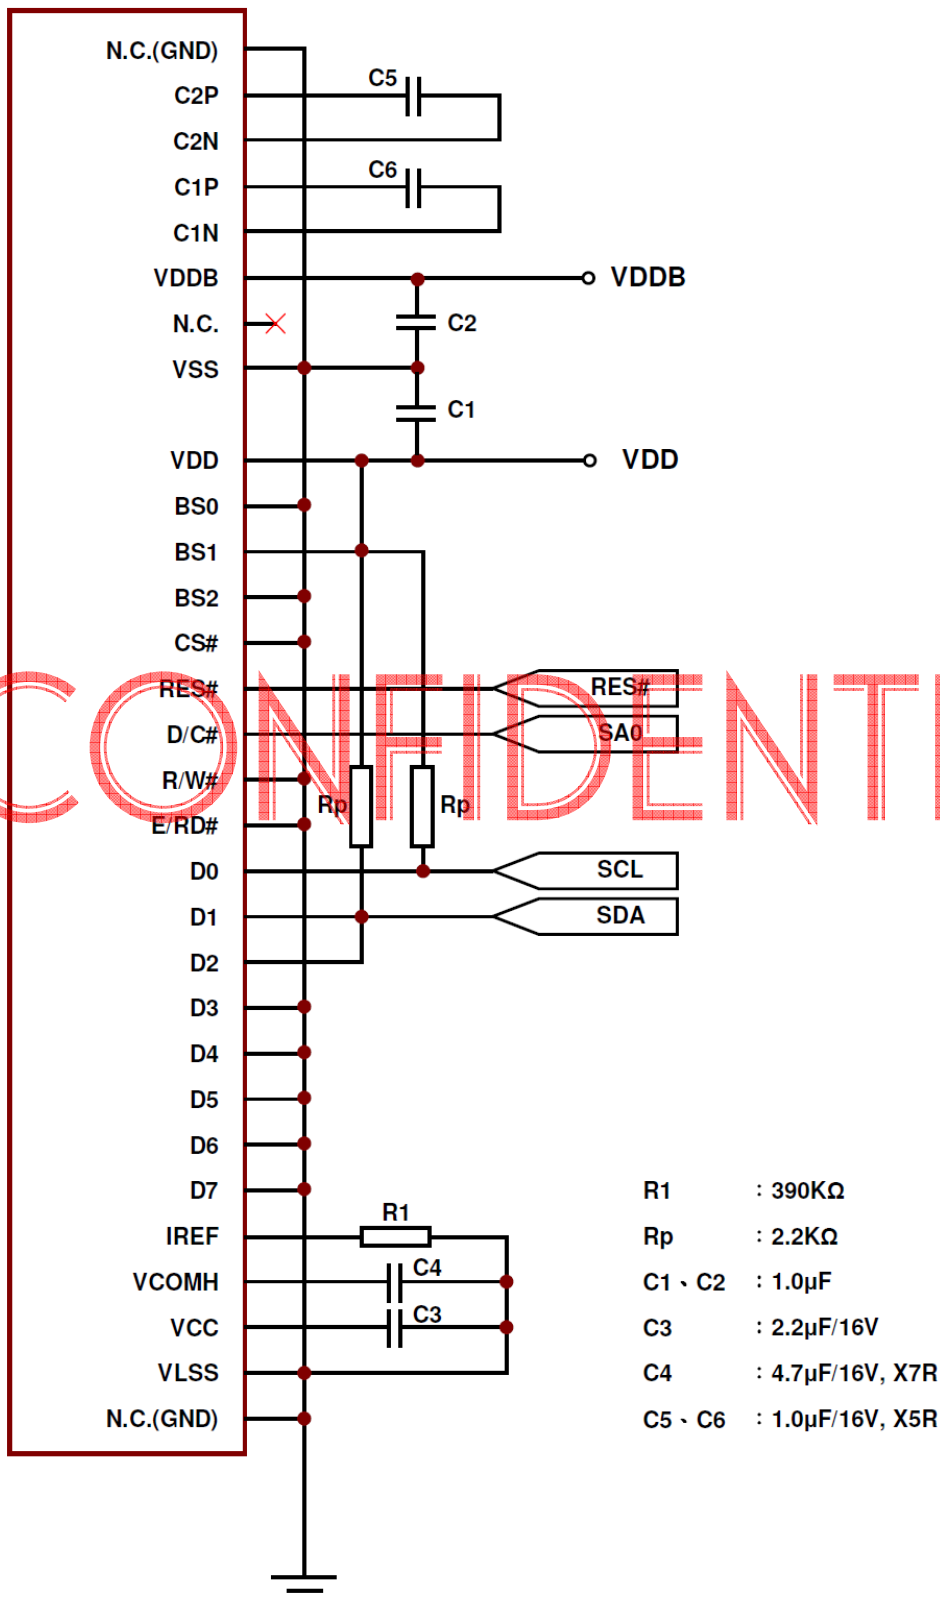 N.C.(GND)
C2P
C5
C2N
C1P
C6
C1N
VDDB
VDDB
N.C.
C2
VSS
C1
VDD
VDD
BS0
BS1
BS2
CS#
RES#
RES#
D/C#
SA0
CONFIDENTI
R/W#
Rp
Rp
E/RD#
D0
SCL
D1
SDA
D2
D3
D4
D5
D6
D7
R1 : 390KΩ
R1
IREF
Rp : 2.2KΩ
VCOMH
C4
C1、C2 : 1.0µF
VCC
C3
C3 : 2.2µF/16V
VLSS
C4 : 4.7µF/16V, X7R
N.C.(GND)
C5、C6 : 1.0µF/16V, X5R